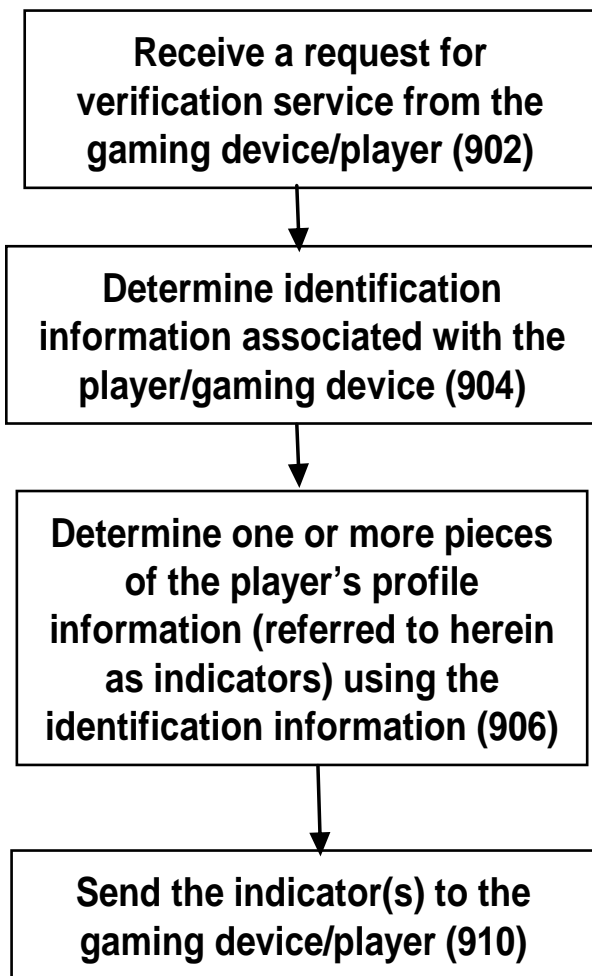 Receive a request for
verification service from the
gaming device/player (902)
Determine identification
information associated with the
player/gaming device (904)
Determine one or more pieces
of the player’s profile
information (referred to herein
as indicators) using the
identification information (906)
Send the indicator(s) to the
gaming device/player (910)